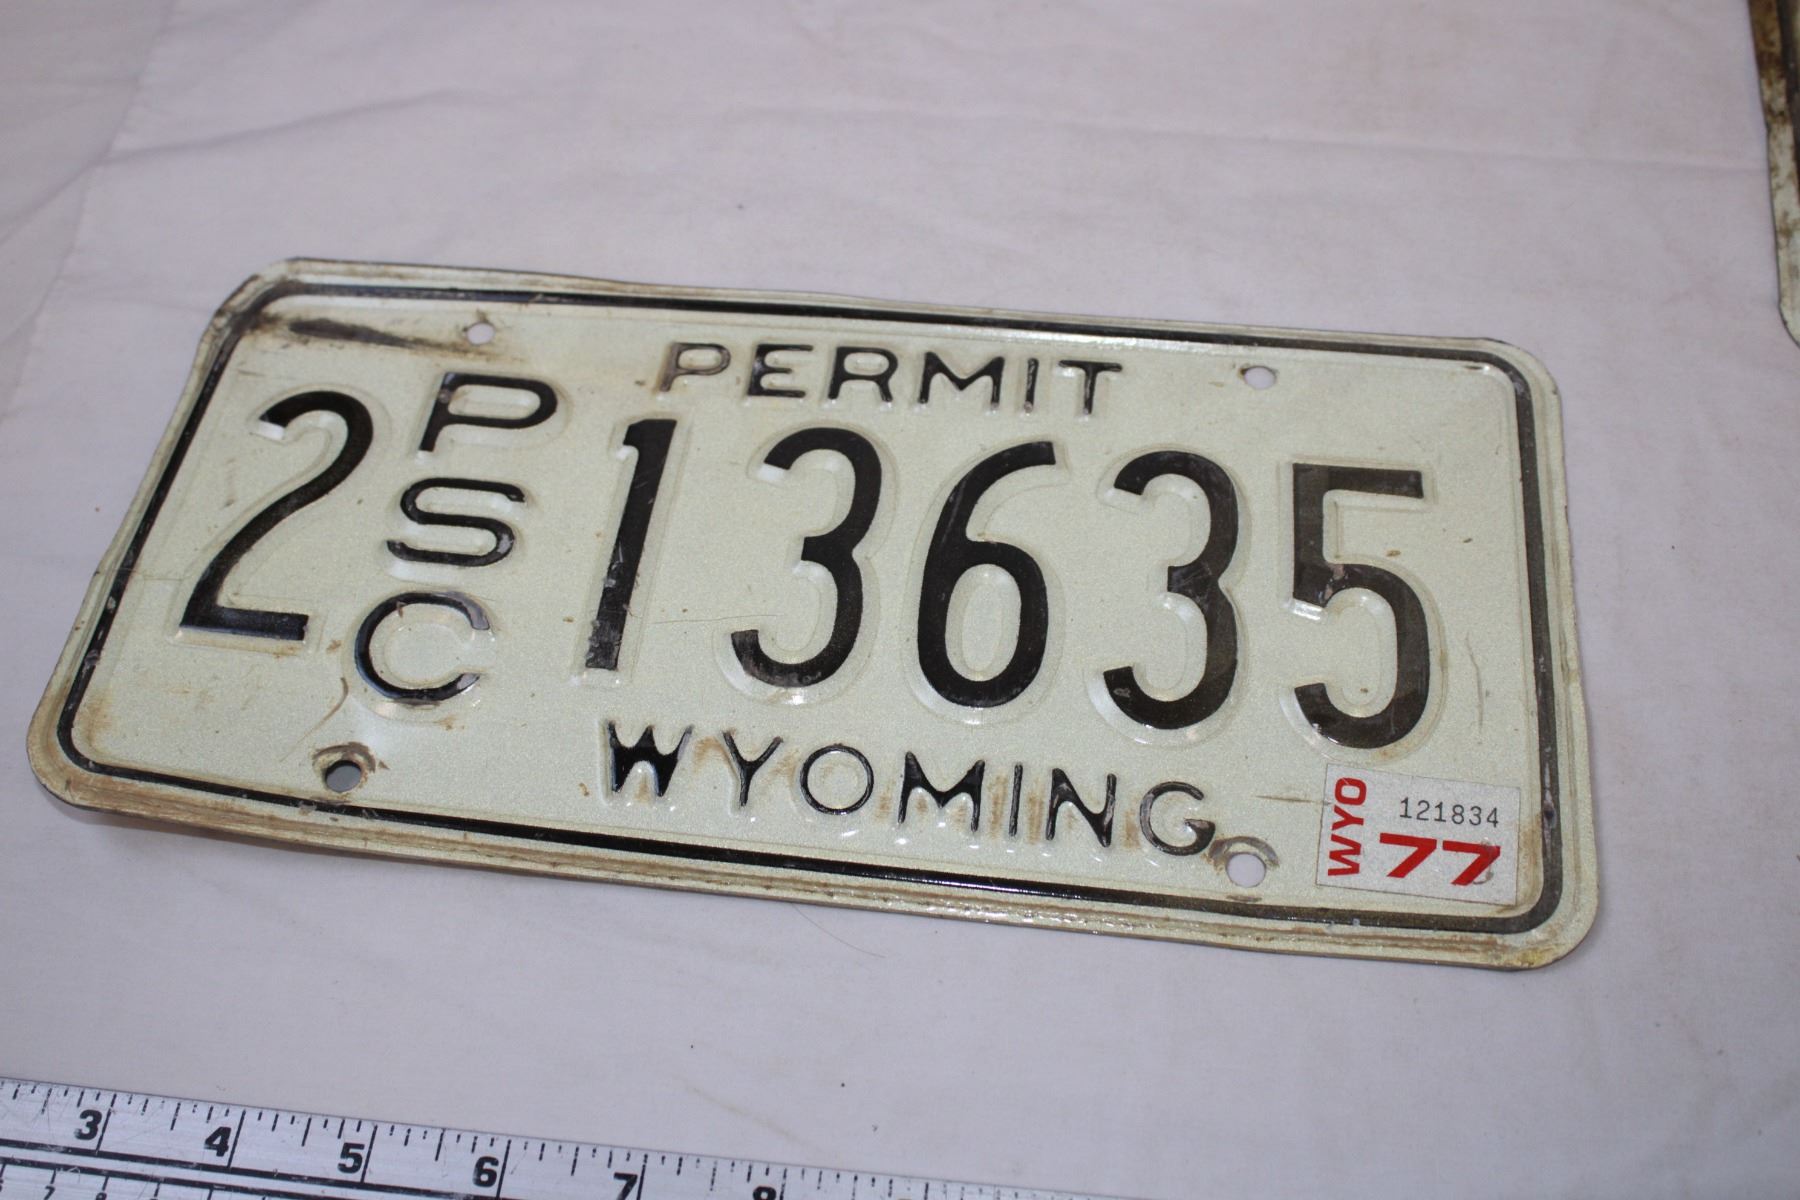 PERMIT
2 PSC 13635
WYOMING
WYO
121834
77
3 4 5 6 7 8